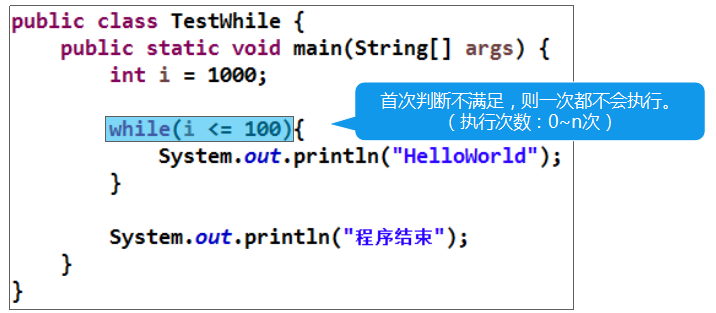 public class TestWhile {
public static void main(String[] args) {
int i = 1000;
首次判断不满足，则一次都不会执行。
（执行次数：0~n次）
while(i <= 100){
System.out.println("HelloWorld");
}
System.out.println("程序结束");
}
}